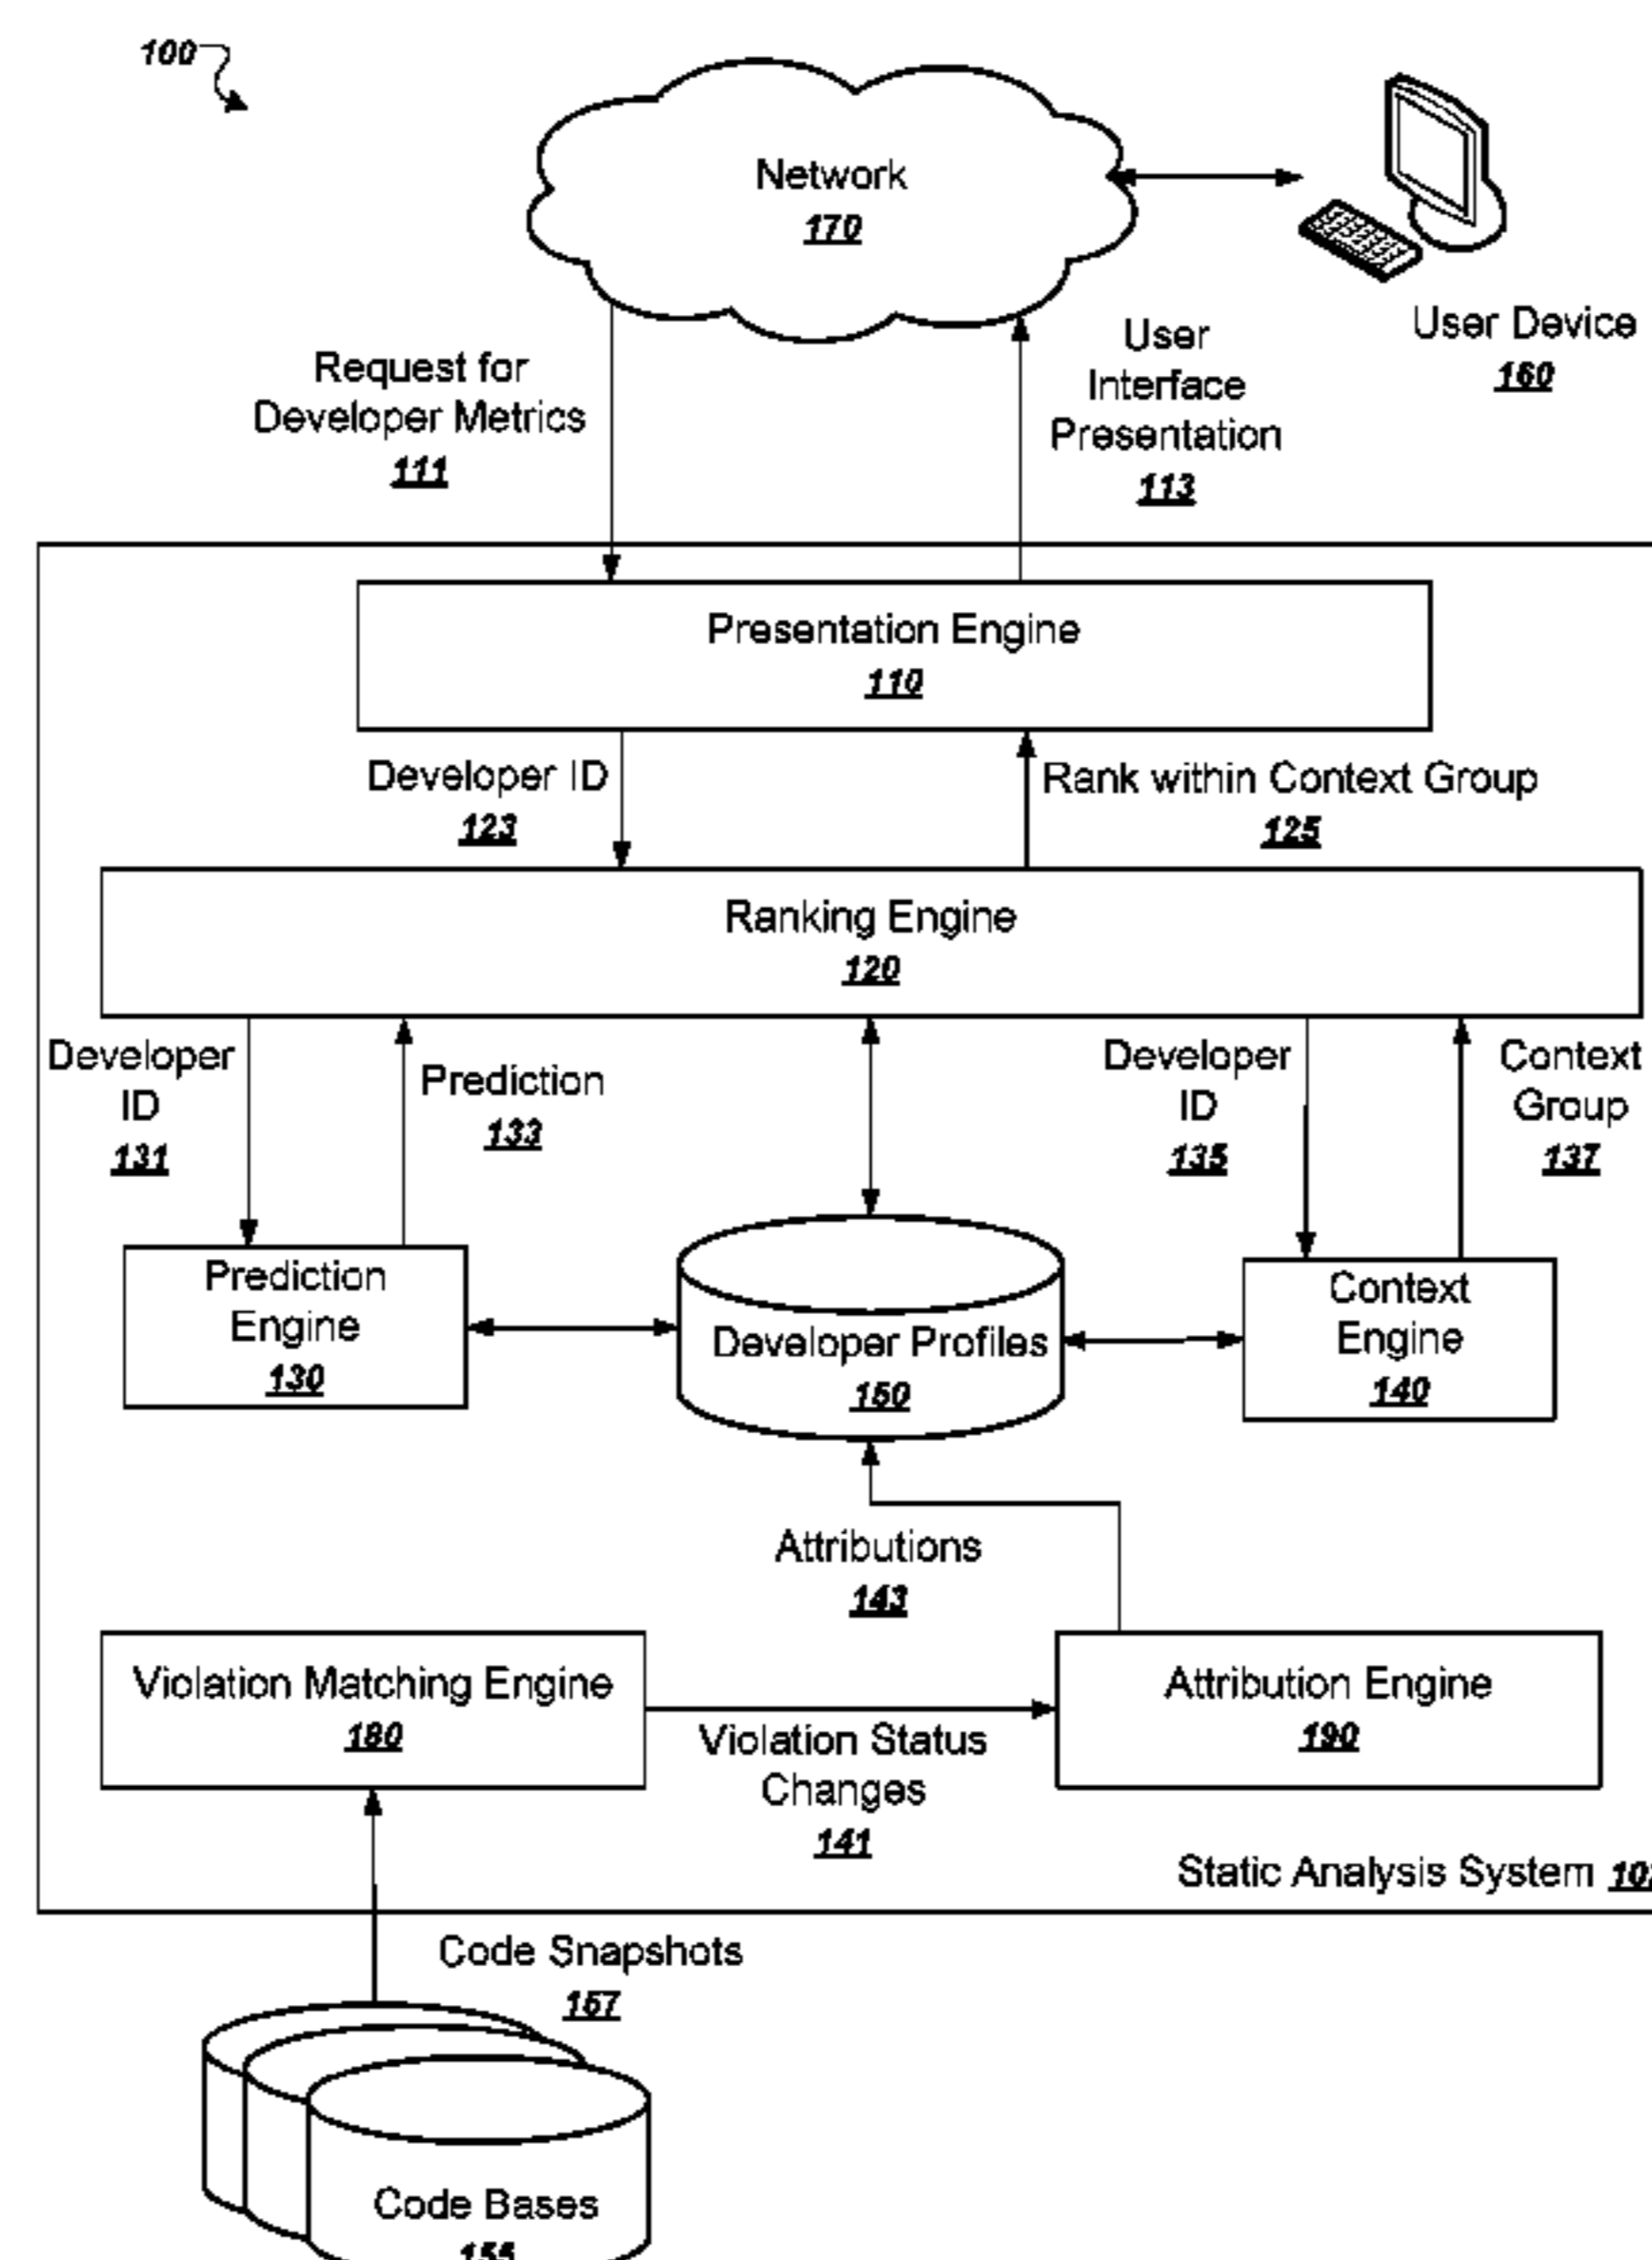 100
Network
170
User Device
160
Request for
Developer Metrics
111
User
Interface
Presentation
113
Presentation Engine
110
Developer ID
123
Rank within Context Group
125
Ranking Engine
120
Developer
ID
131
Prediction
133
Developer
ID
135
Context
Group
137
Prediction
Engine
130
Developer Profiles
150
Context
Engine
140
Attributions
143
Violation Matching Engine
180
Violation Status
Changes
141
Attribution Engine
190
Static Analysis System
Code Snapshots
157
Code Bases
155